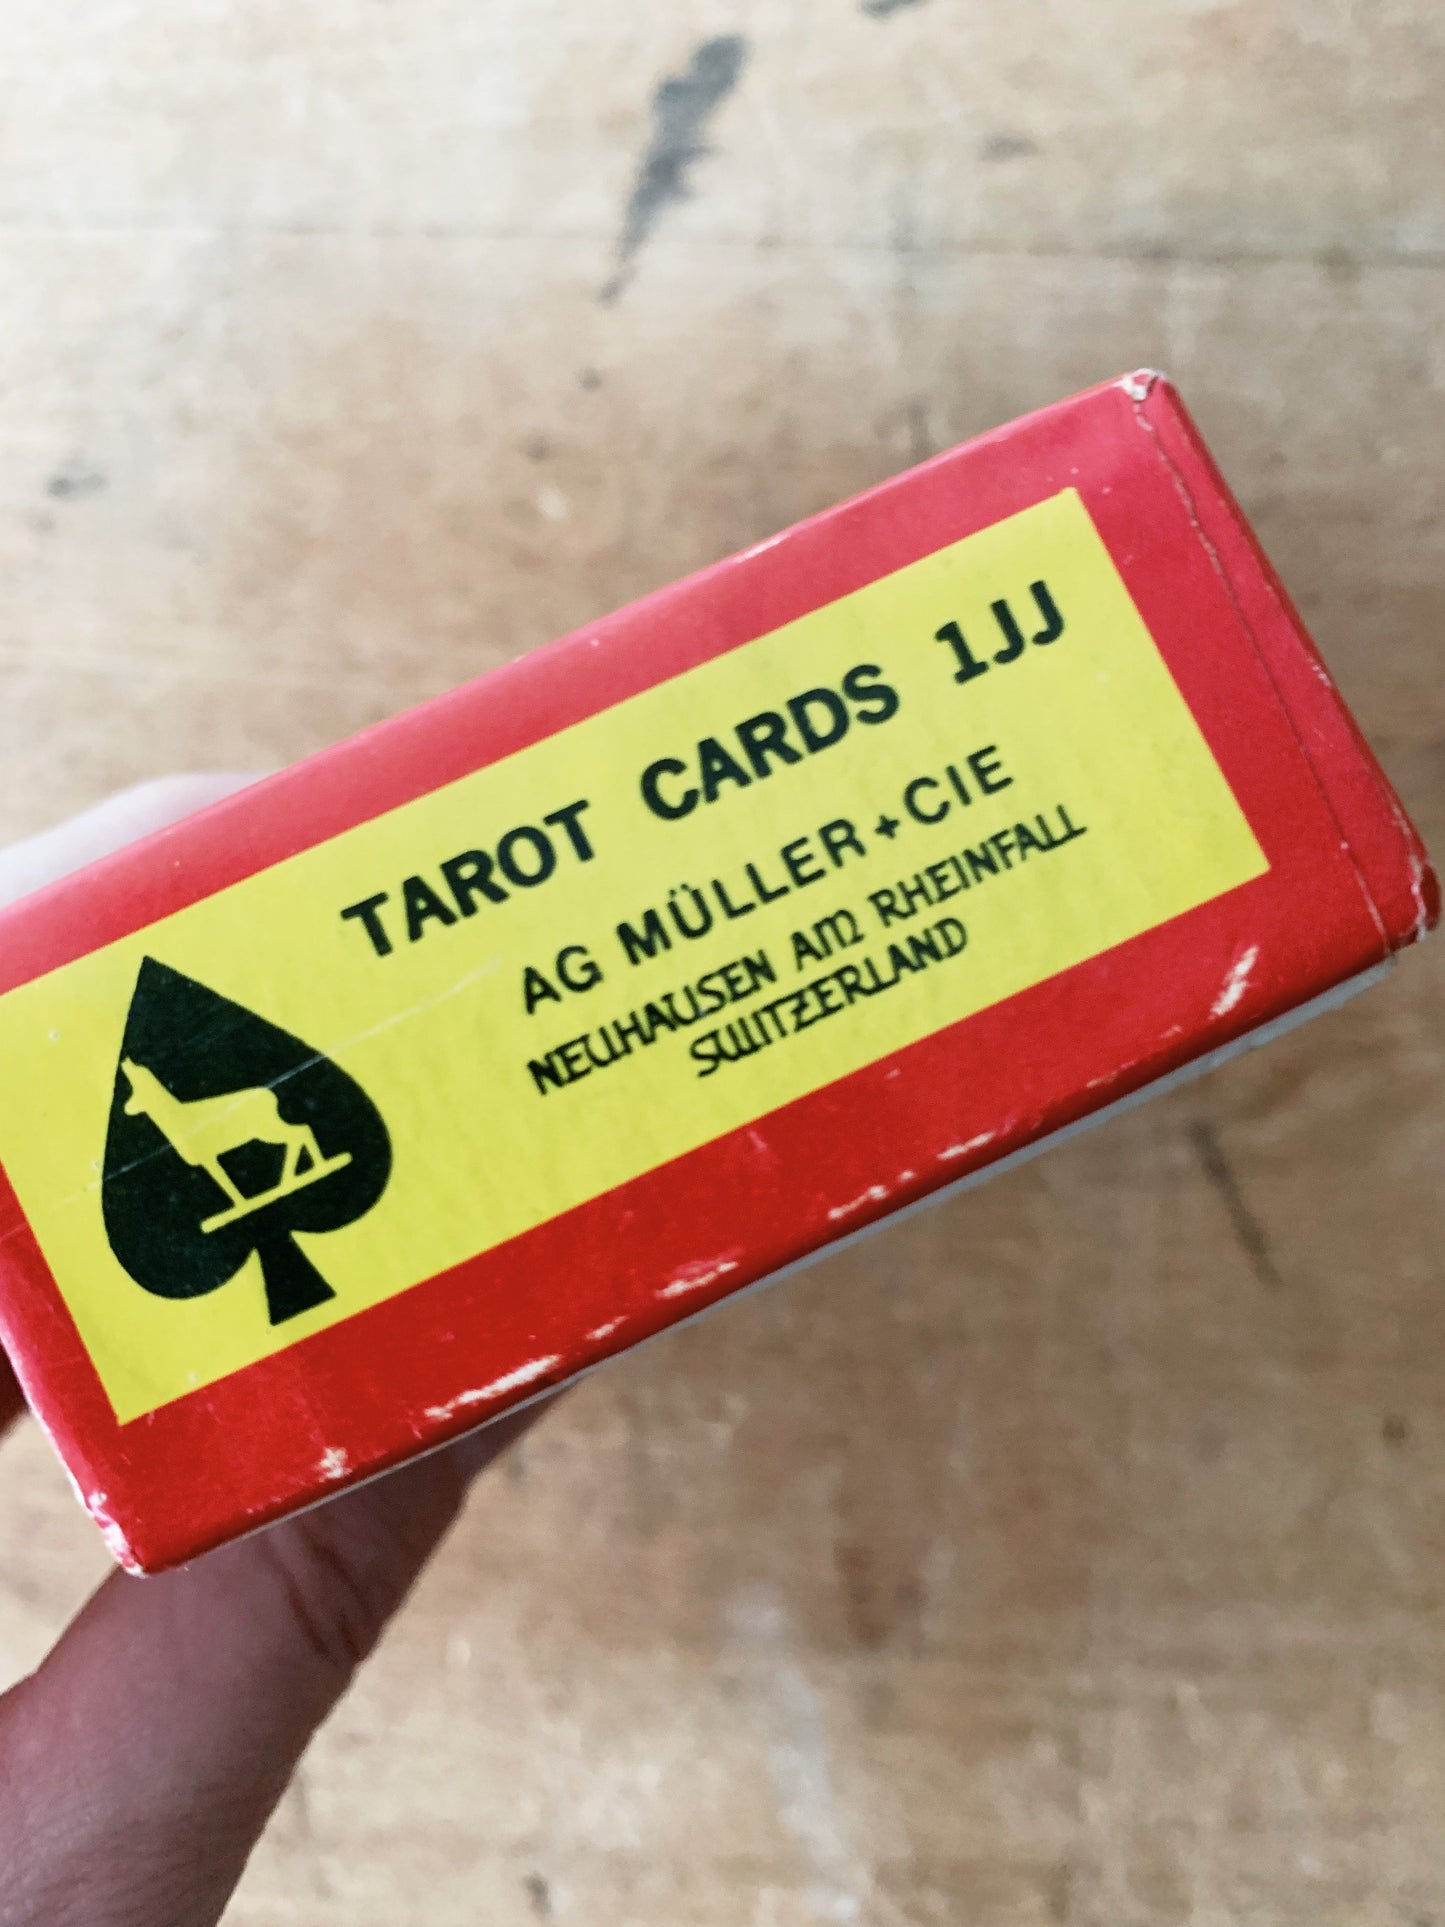 TAROT CARDS 1JJ
AG MÜLLER+CIE
NEUHAUSEN AM RHEINFALL
SWITZERLAND